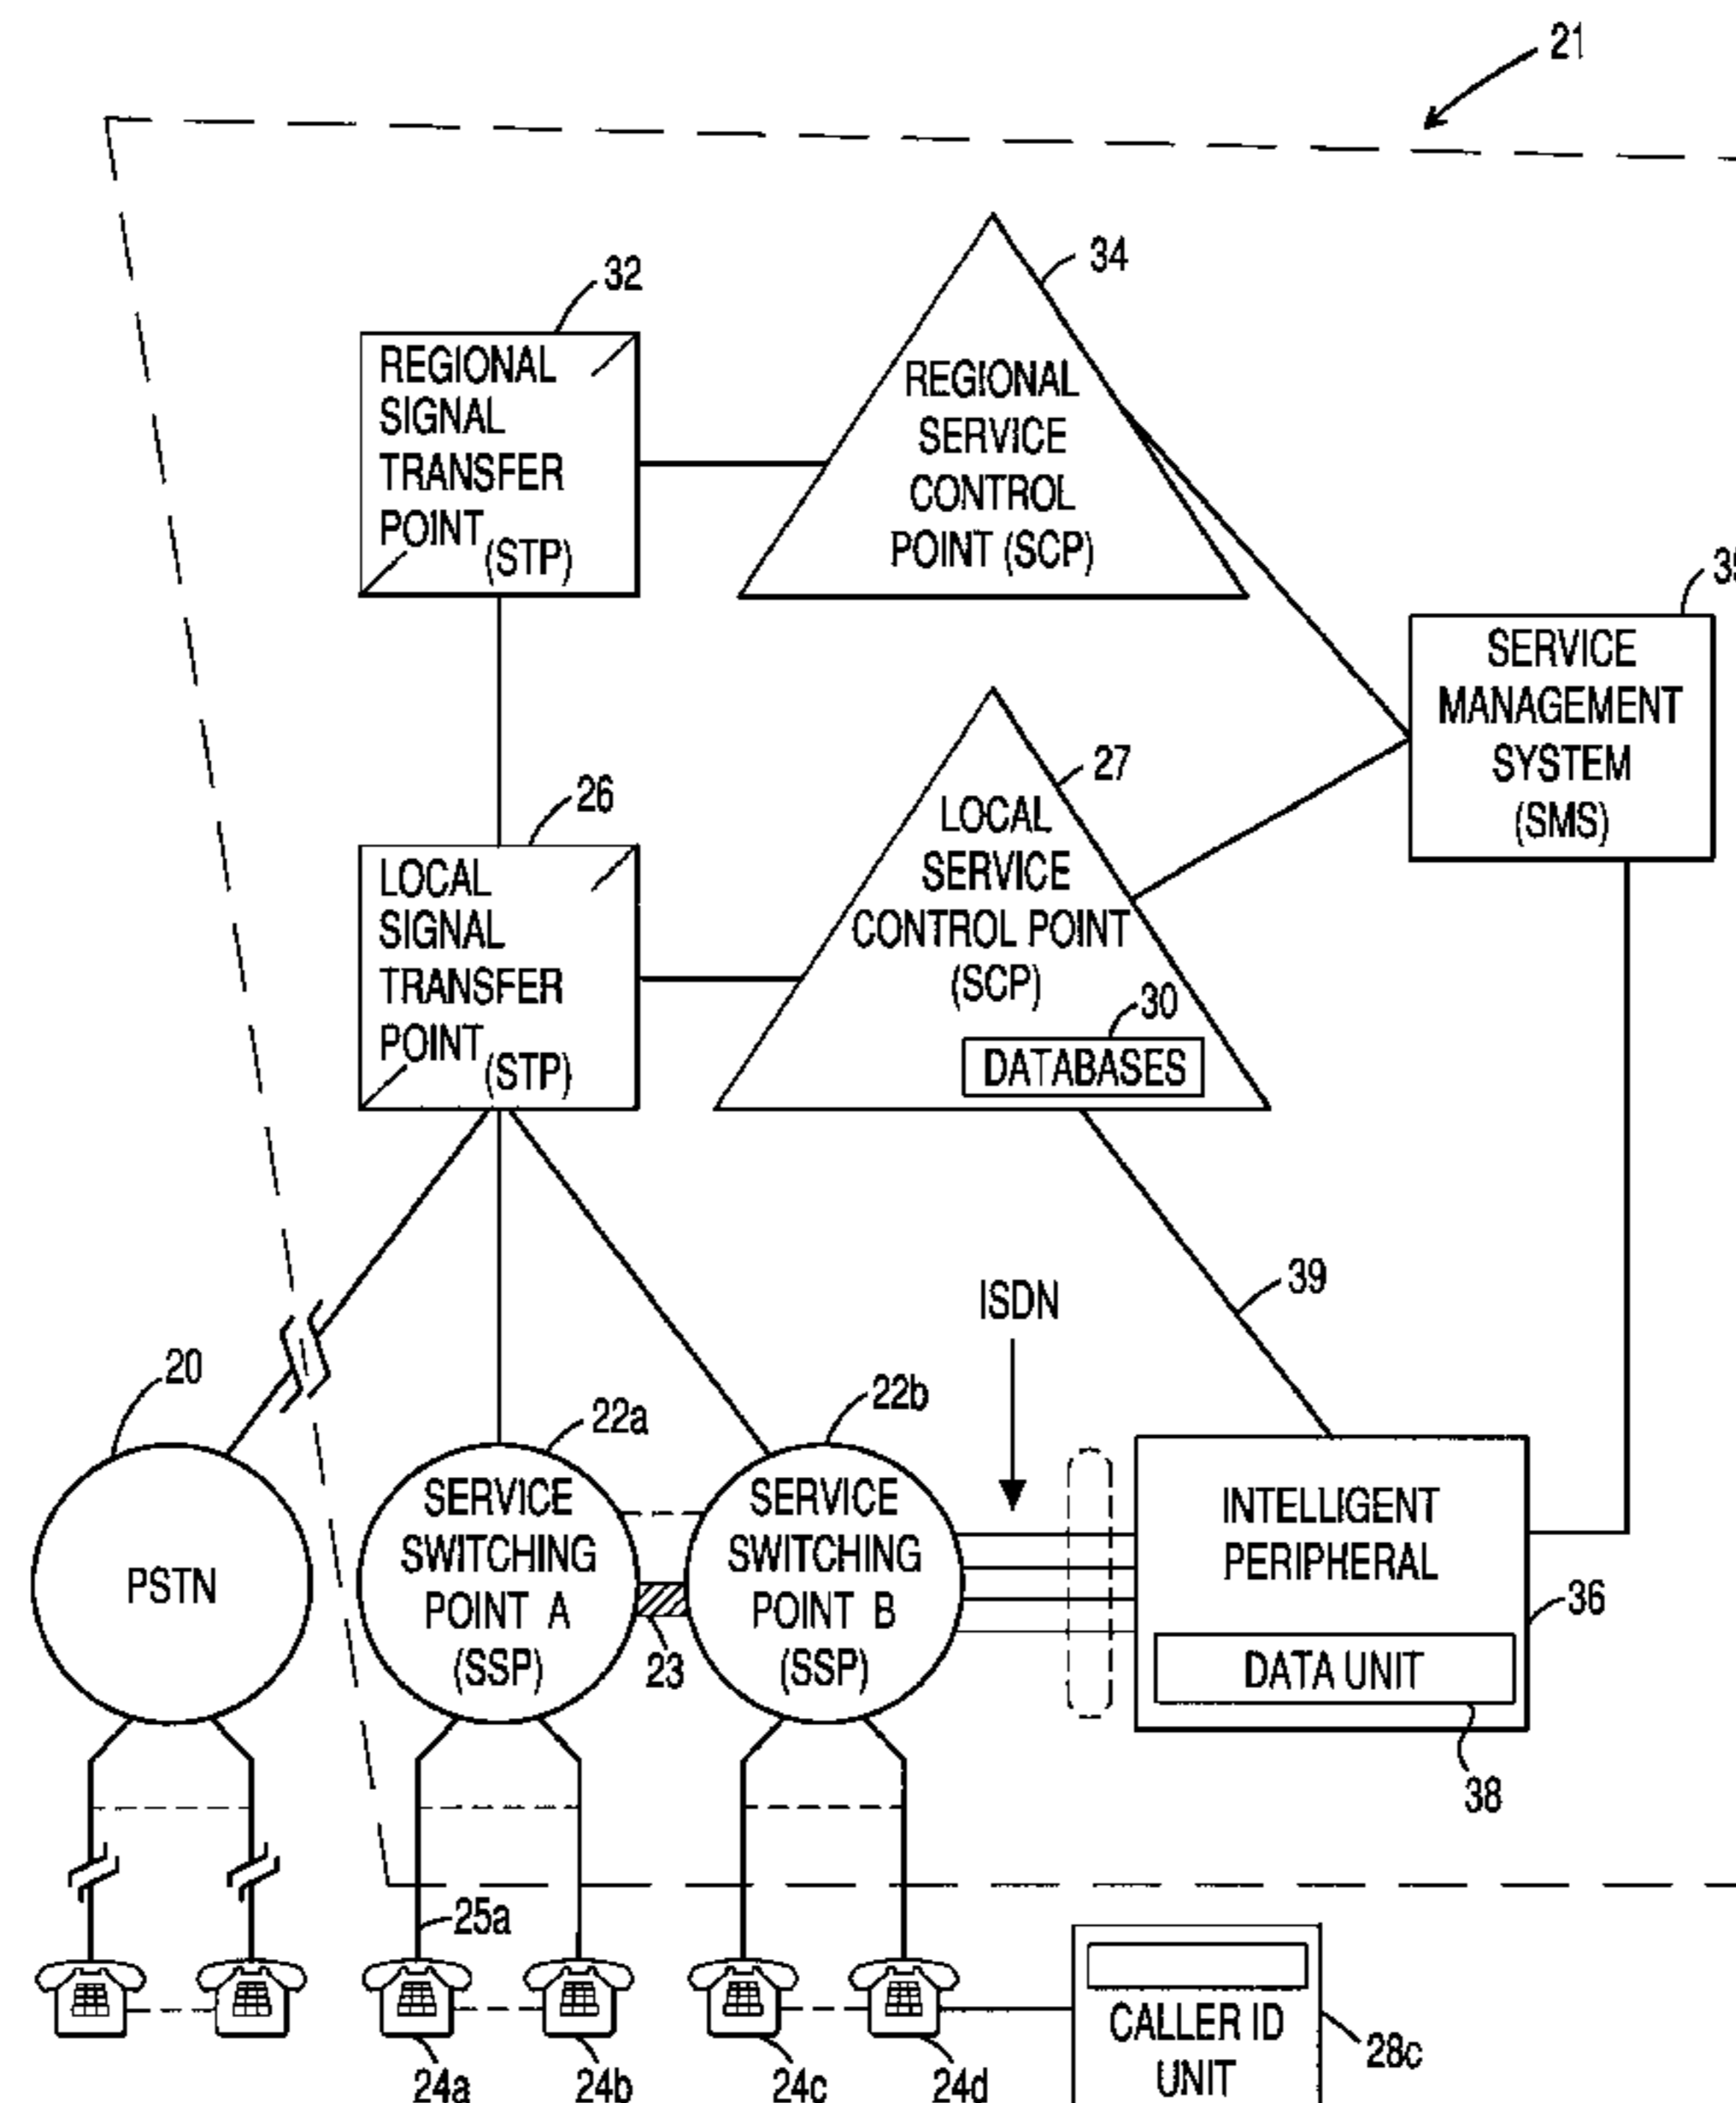 21
32
34
REGIONAL
SIGNAL
TRANSFER
POINT (STP)
REGIONAL
SERVICE
CONTROL
POINT (SCP)
SERVICE
MANAGEMENT
SYSTEM
(SMS)
26
27
LOCAL
SIGNAL
TRANSFER
POINT (STP)
LOCAL
SERVICE
CONTROL POINT
(SCP)
30
DATABASES
39
ISDN
20
22a
22b
PSTN
SERVICE
SWITCHING
POINT A
(SSP)
23
SERVICE
SWITCHING
POINT B
(SSP)
INTELLIGENT
PERIPHERAL
36
DATA UNIT
38
25a
24a
24b
24c
24d
CALLER ID
UNIT
28c